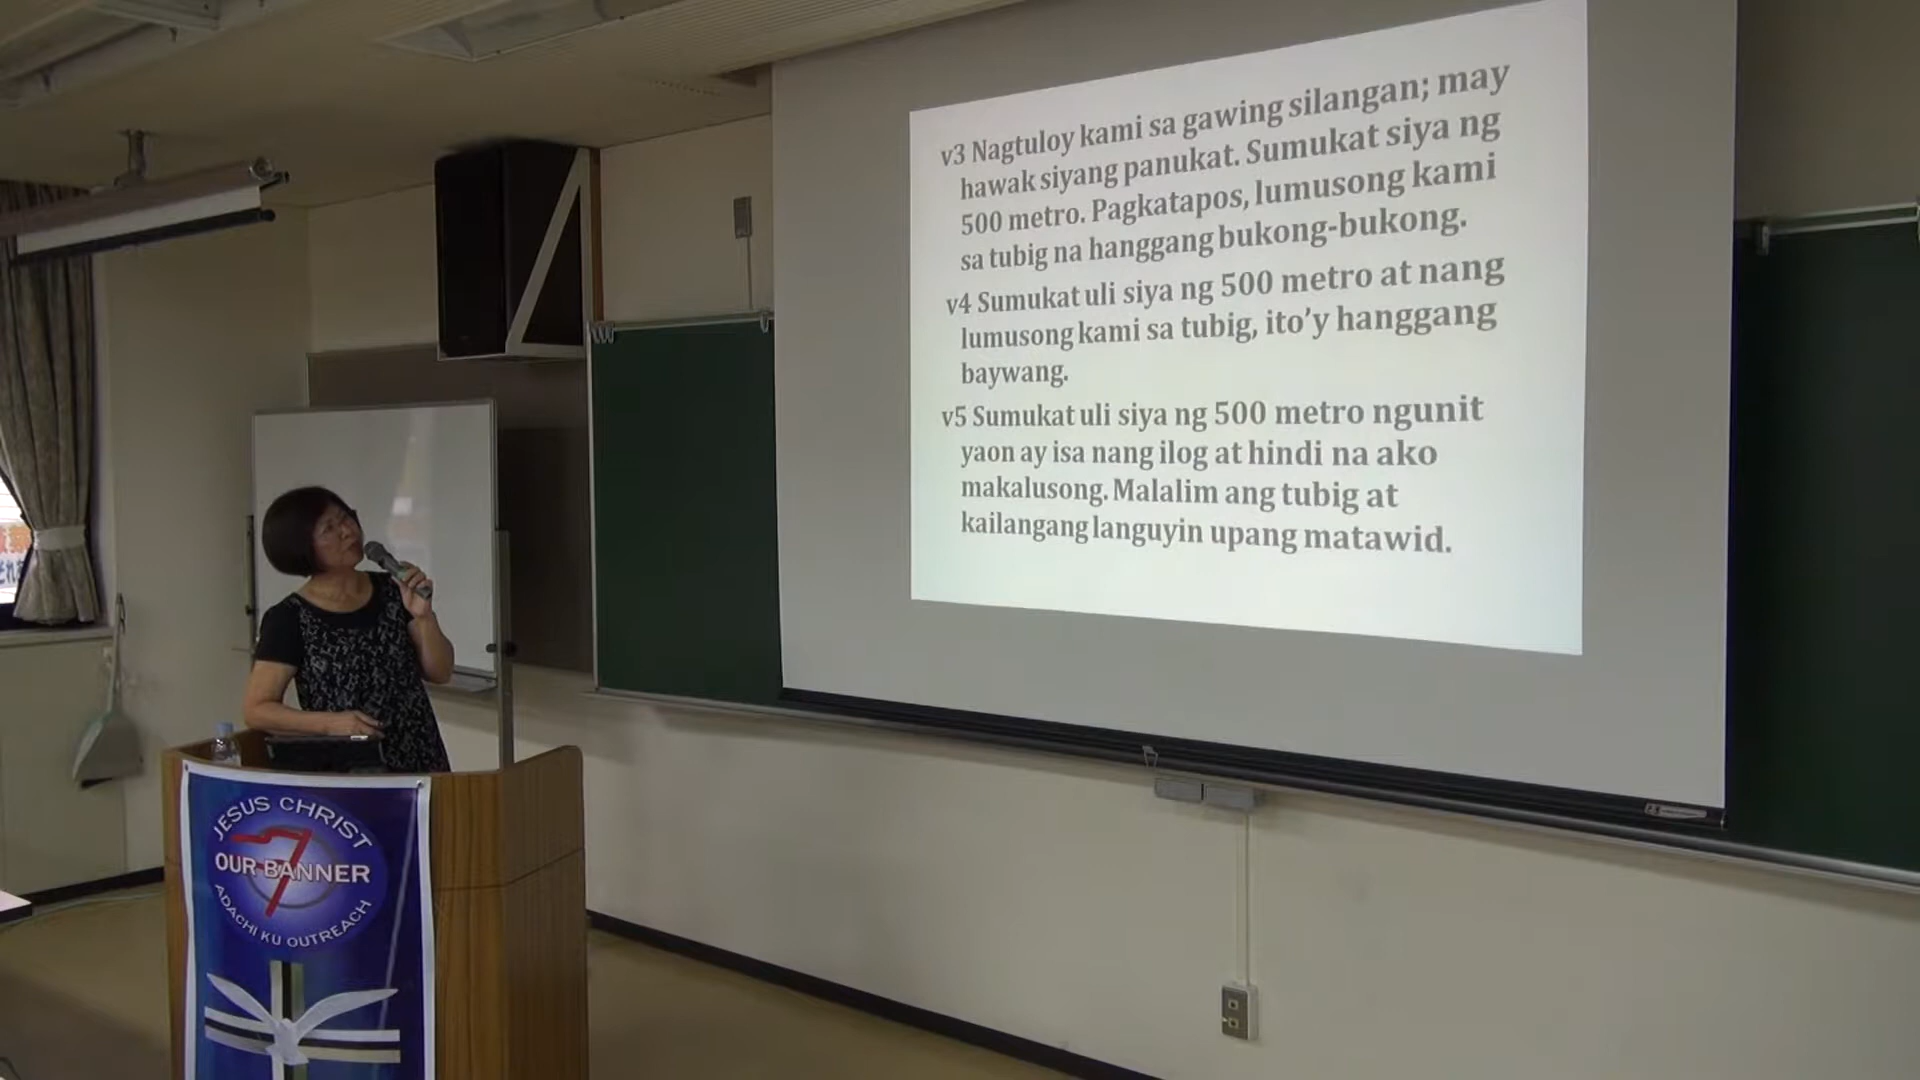 v3 Nagtuloy kami sa gawing silangan; may
hawak siyang panukat. Sumukat siya ng
500 metro. Pagkatapos, lumusong kami
sa tubig na hanggang bukong-bukong.
v4 Sumukat uli siya ng 500 metro at nang
lumusong kami sa tubig, ito’y hanggang
baywang.
v5 Sumukat uli siya ng 500 metro ngunit
yaon ay isa nang ilog at hindi na ako
makalusong. Malalim ang tubig at
kailangang languyin upang matawid.
JESUS CHRIST
7
OUR BANNER
ADACHI KU OUTREACH